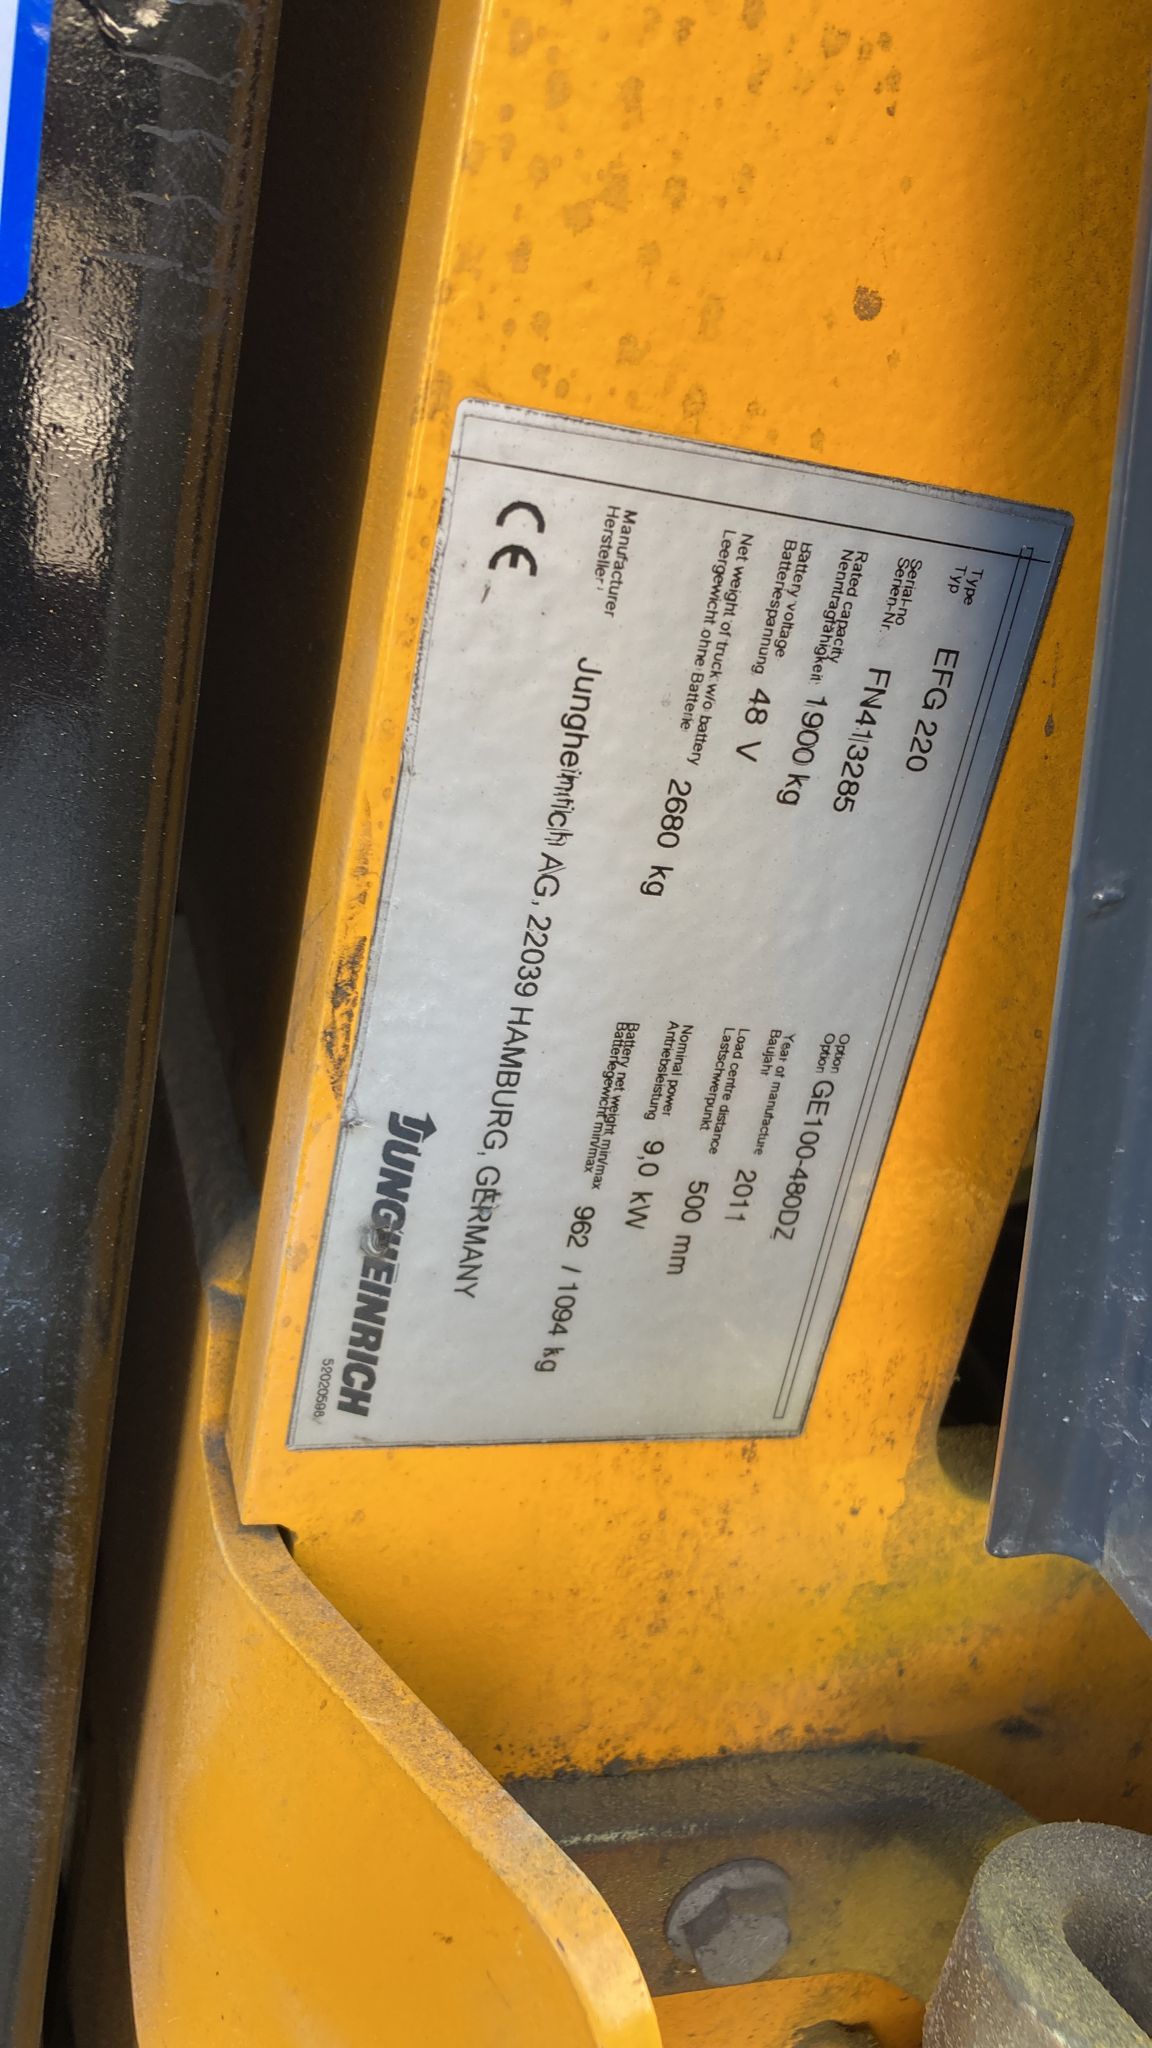 Type
Typ EFG 220
Serial-no
Serien-Nr. FN413285
Rated capacity
Nenntragfähigkeit 1900 kg
Battery voltage
Batteriespannung 48 V
Net weight of truck w/o battery
Leergewicht ohne Batterie 2680 kg
Option
Option GE100-480DZ
Year of manufacture
Baujahr 2011
Load centre distance
Lastschwerpunkt 500 mm
Nominal power
Antriebsleistung 9,0 kW
Battery net weight min/max
Batteriegewicht min/max 962 / 1094 kg
Manufacturer
Hersteller Jungheinrich AG, 22039 HAMBURG, GERMANY
CE
JUNGHEINRICH
52020598